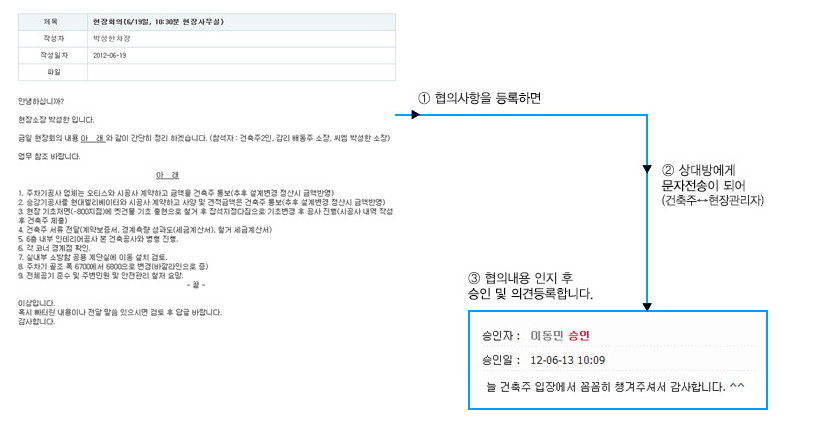 제목 현장회의(6/19일, 10:30분 현장사무실)
작성자 박성한차장
작성일자 2012-06-19
파일
안녕하십니까?
현장소장 박성한 입니다.
금일 현장회의 내용 아 래 와 같이 간단히 정리 하겠습니다. (참석자 : 건축주2인, 감리 배동주 소장, 씨엠 박성한 소장)
업무 참조 바랍니다.
아 래
1. 주차기공사 업체는 오티스와 시공사 계약하고 금액을 건축주 통보(추후 설계변경 정산시 금액반영)
2. 승강기공사를 현대엘리베이터와 시공사 계약하고 사양 및 견적금액은 건축주 통보(추후 설계변경 정산시 금액반영)
3. 현장 기초저면(-800지점)에 옛건물 기초 출현으로 철거 후 잡석지정다짐으로 기초변경 후 공사 진행(시공사 내역 작성
후 건축주 제출)
4. 건축주 서류 전달(계약보증서, 경계측량 성과도(세금계산서), 철거 세금계산서)
5. 6층 내부 인테리어공사 본 건축공사와 병행 진행.
6. 각 코너 경계점 확인.
7. 실내부 소방함 공용 계단실에 이동 설치 검토.
8. 주차기 골조 폭 6700에서 6800으로 변경(바깥라인으로 증)
9. 전체공기 준수 및 주변민원 및 안전관리 철저 요망.
- 끝 -
이상입니다.
혹시 빠터린 내용이나 전달 말씀 있으시면 검토 후 답글 바랍니다.
감사합니다.
① 협의사항을 등록하면
② 상대방에게
문자전송이 되어
(건축주↔현장관리자)
③ 협의내용 인지 후
승인 및 의견등록합니다.
승인자 : 이동민 승인
승인일 : 12-06-13 10:09
늘 건축주 입장에서 꼼꼼히 챙겨주셔서 감사합니다. ^^